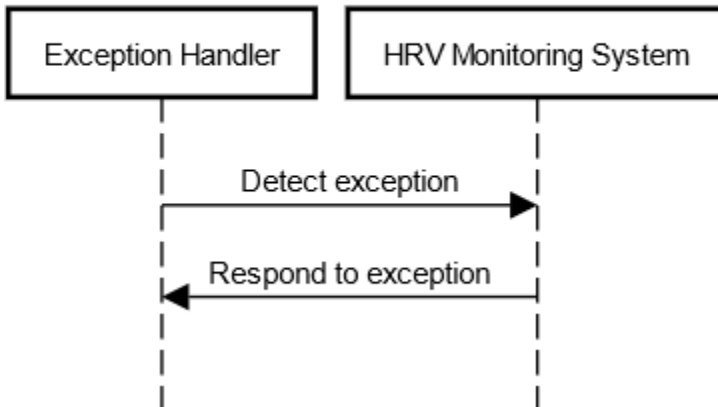 Exception Handler
HRV Monitoring System
Detect exception
Respond to exception